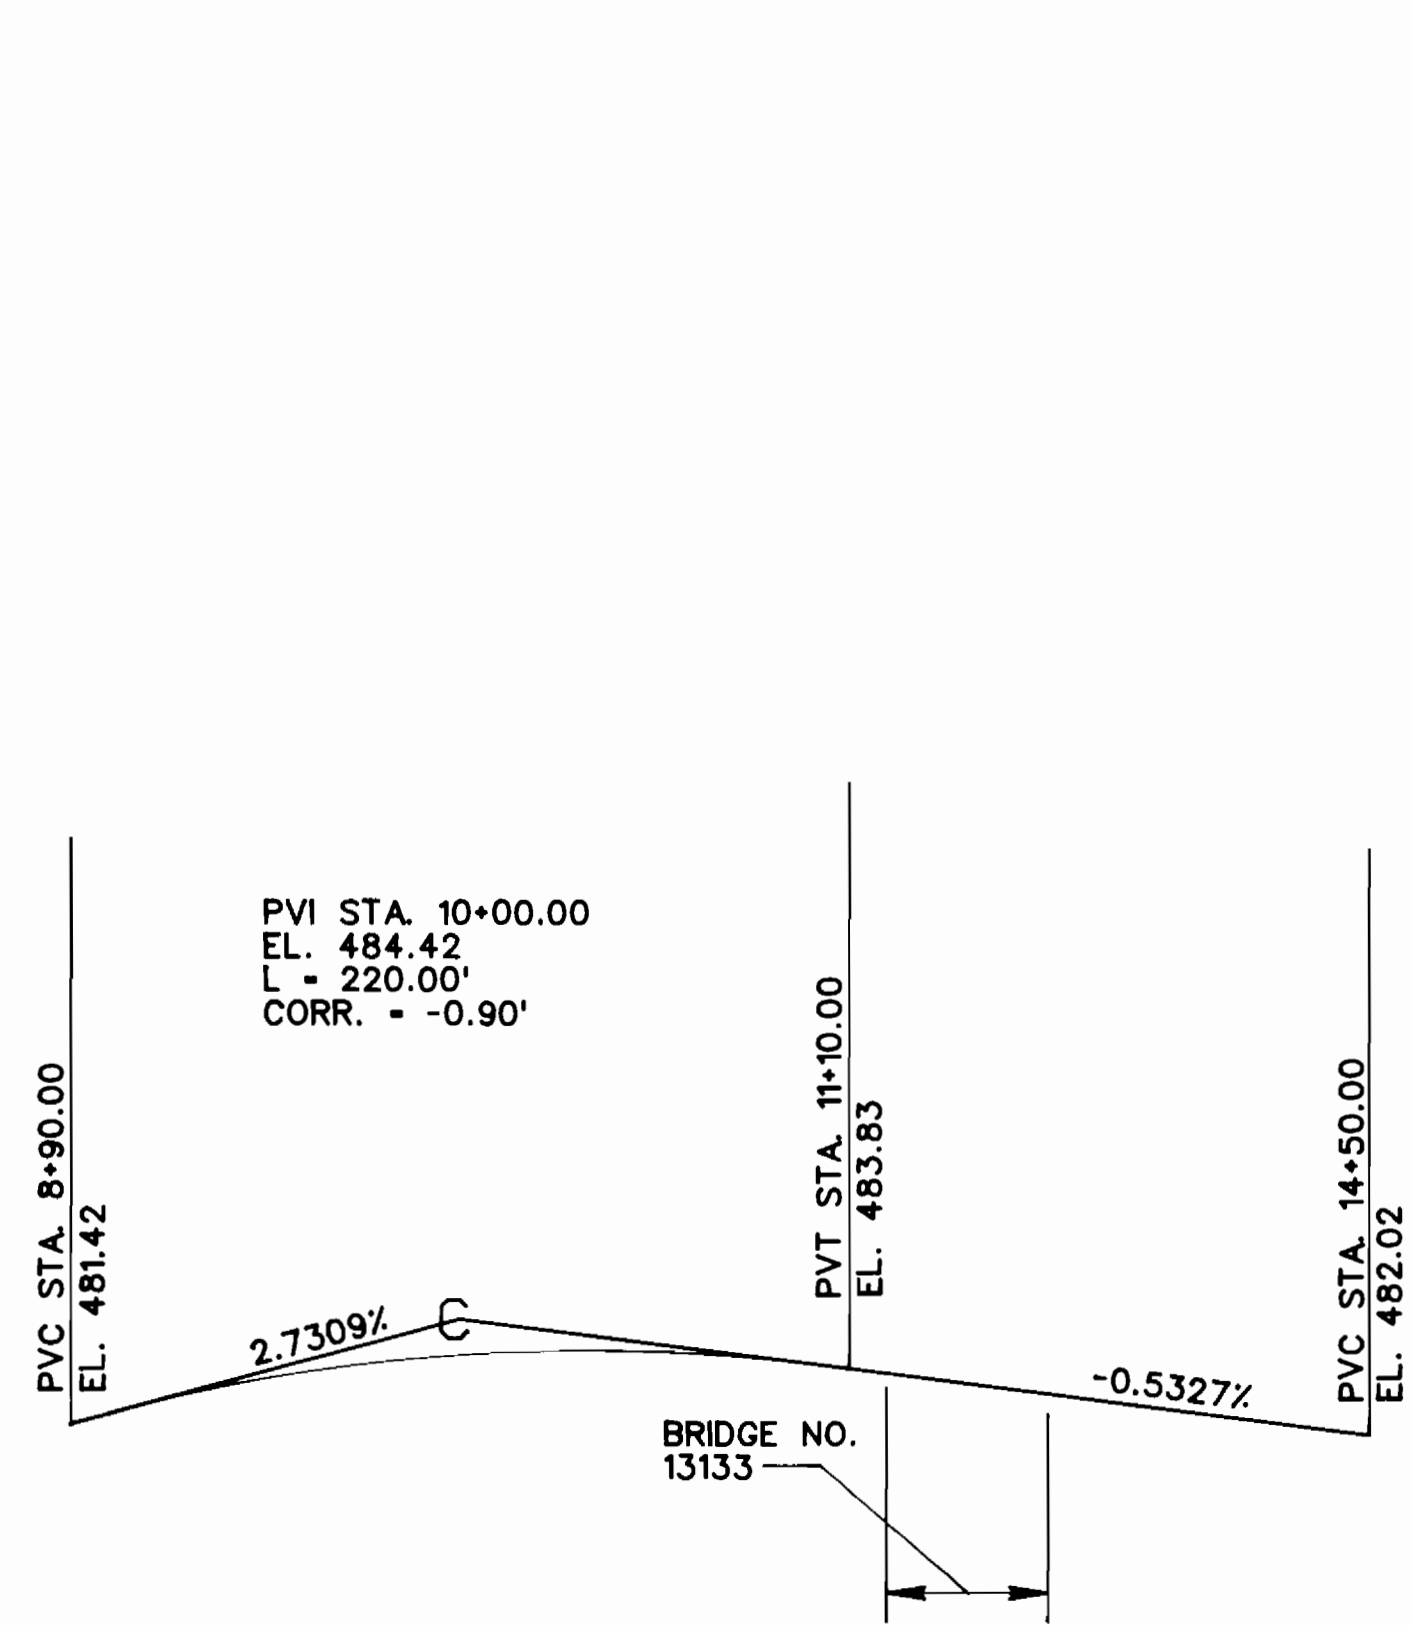 PVI STA. 10+00.00
EL. 484.42
L = 220.00'
CORR. = -0.90'
PVC STA. 8+90.00
EL. 481.42
2.7309%
PVT STA. 11+10.00
EL. 483.83
-0.5327%
PVC STA. 14+50.00
EL. 482.02
BRIDGE NO.
13133